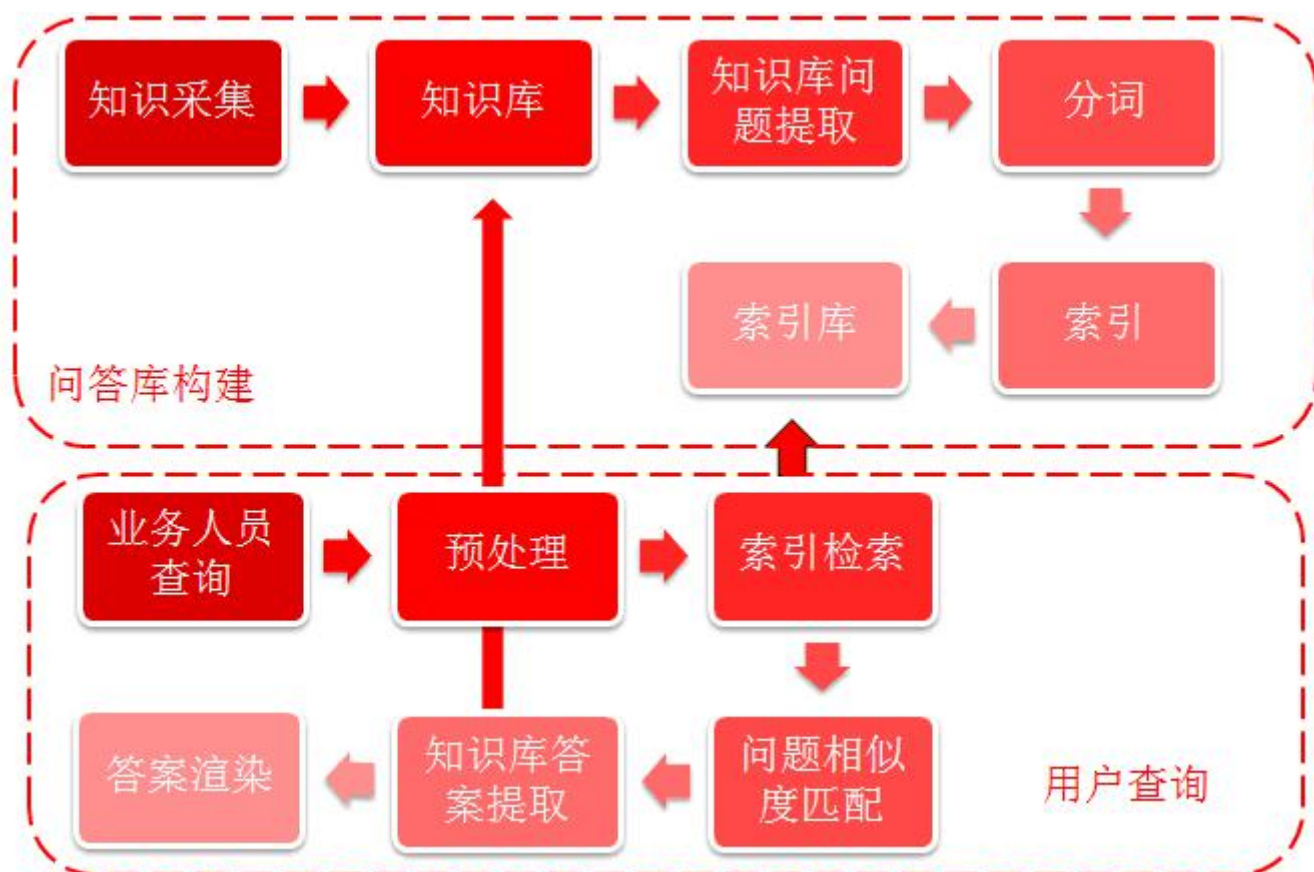 知识采集
知识库
知识库问
题提取
分词
索引库
索引
问答库构建
业务人员
查询
预处理
索引检索
答案渲染
知识库答
案提取
问题相似
度匹配
用户查询